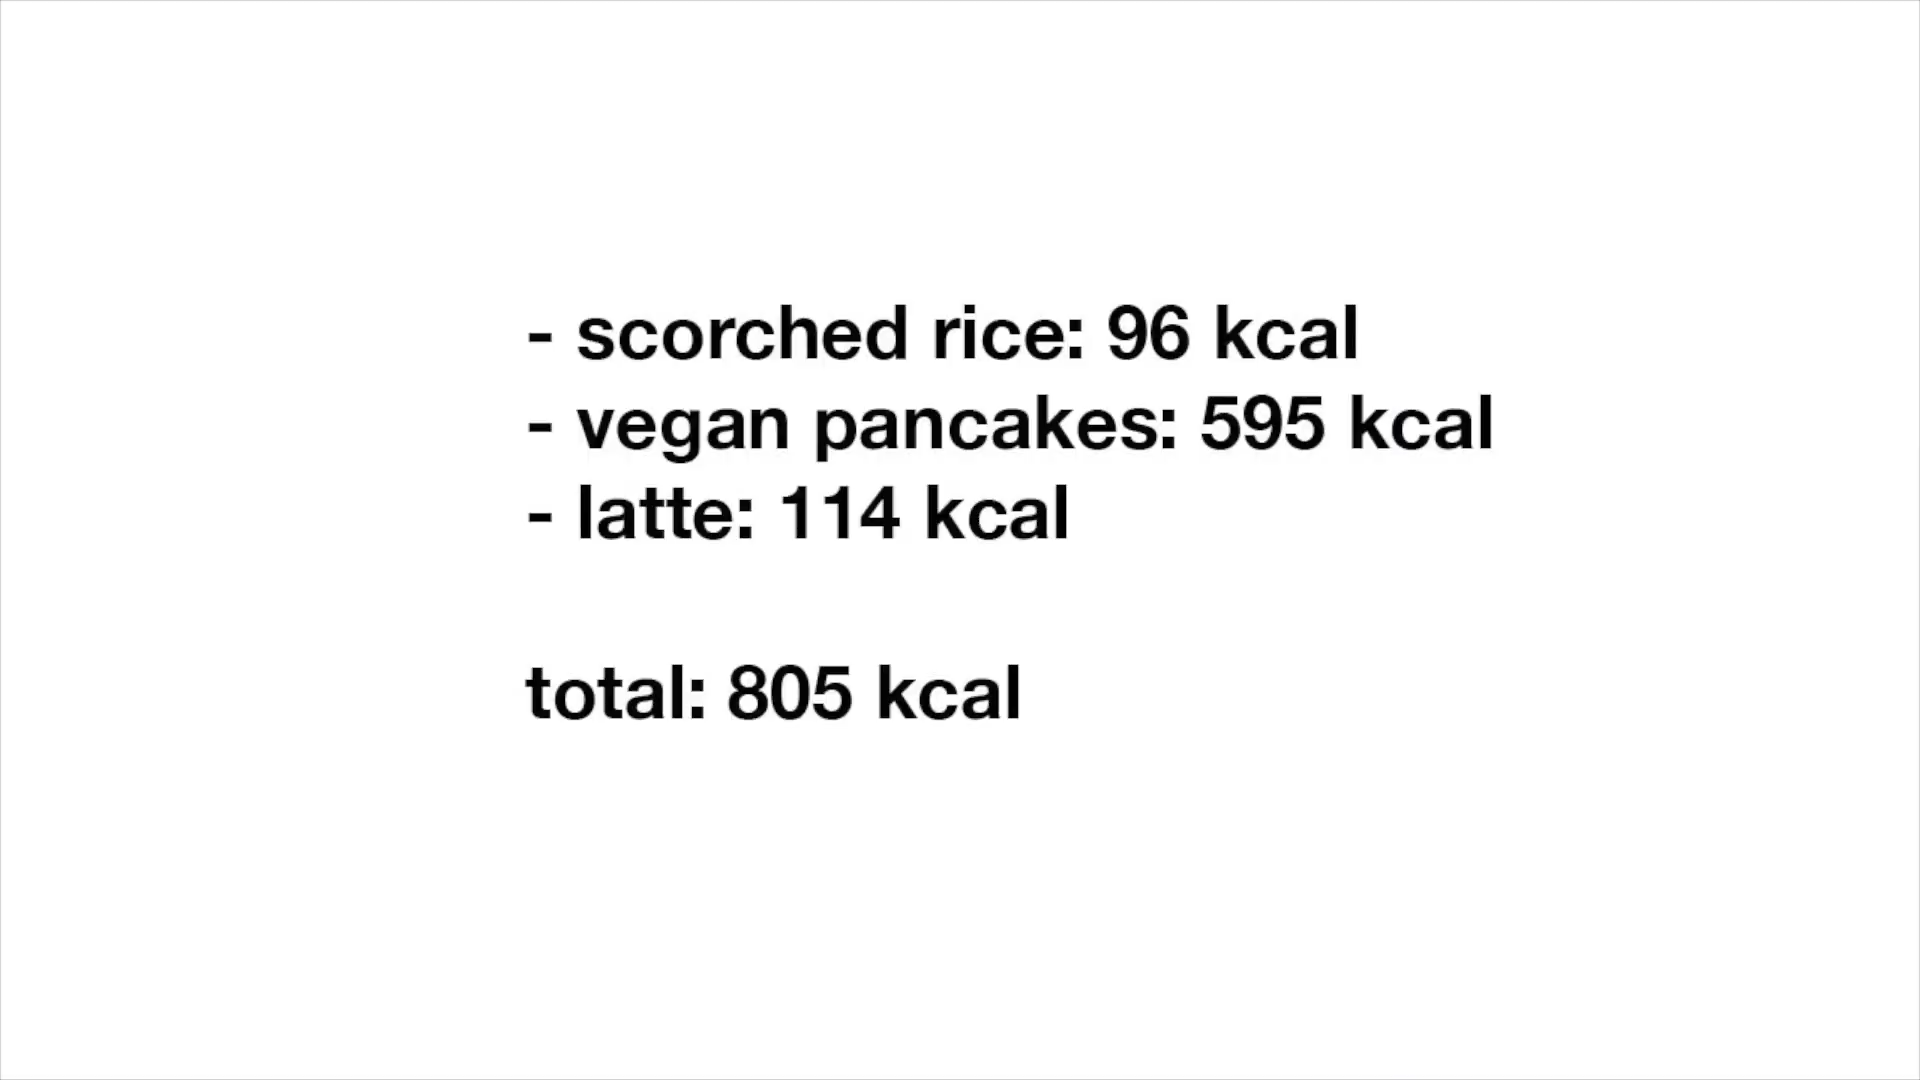 - scorched rice: 96 kcal
- vegan pancakes: 595 kcal
- latte: 114 kcal
total: 805 kcal